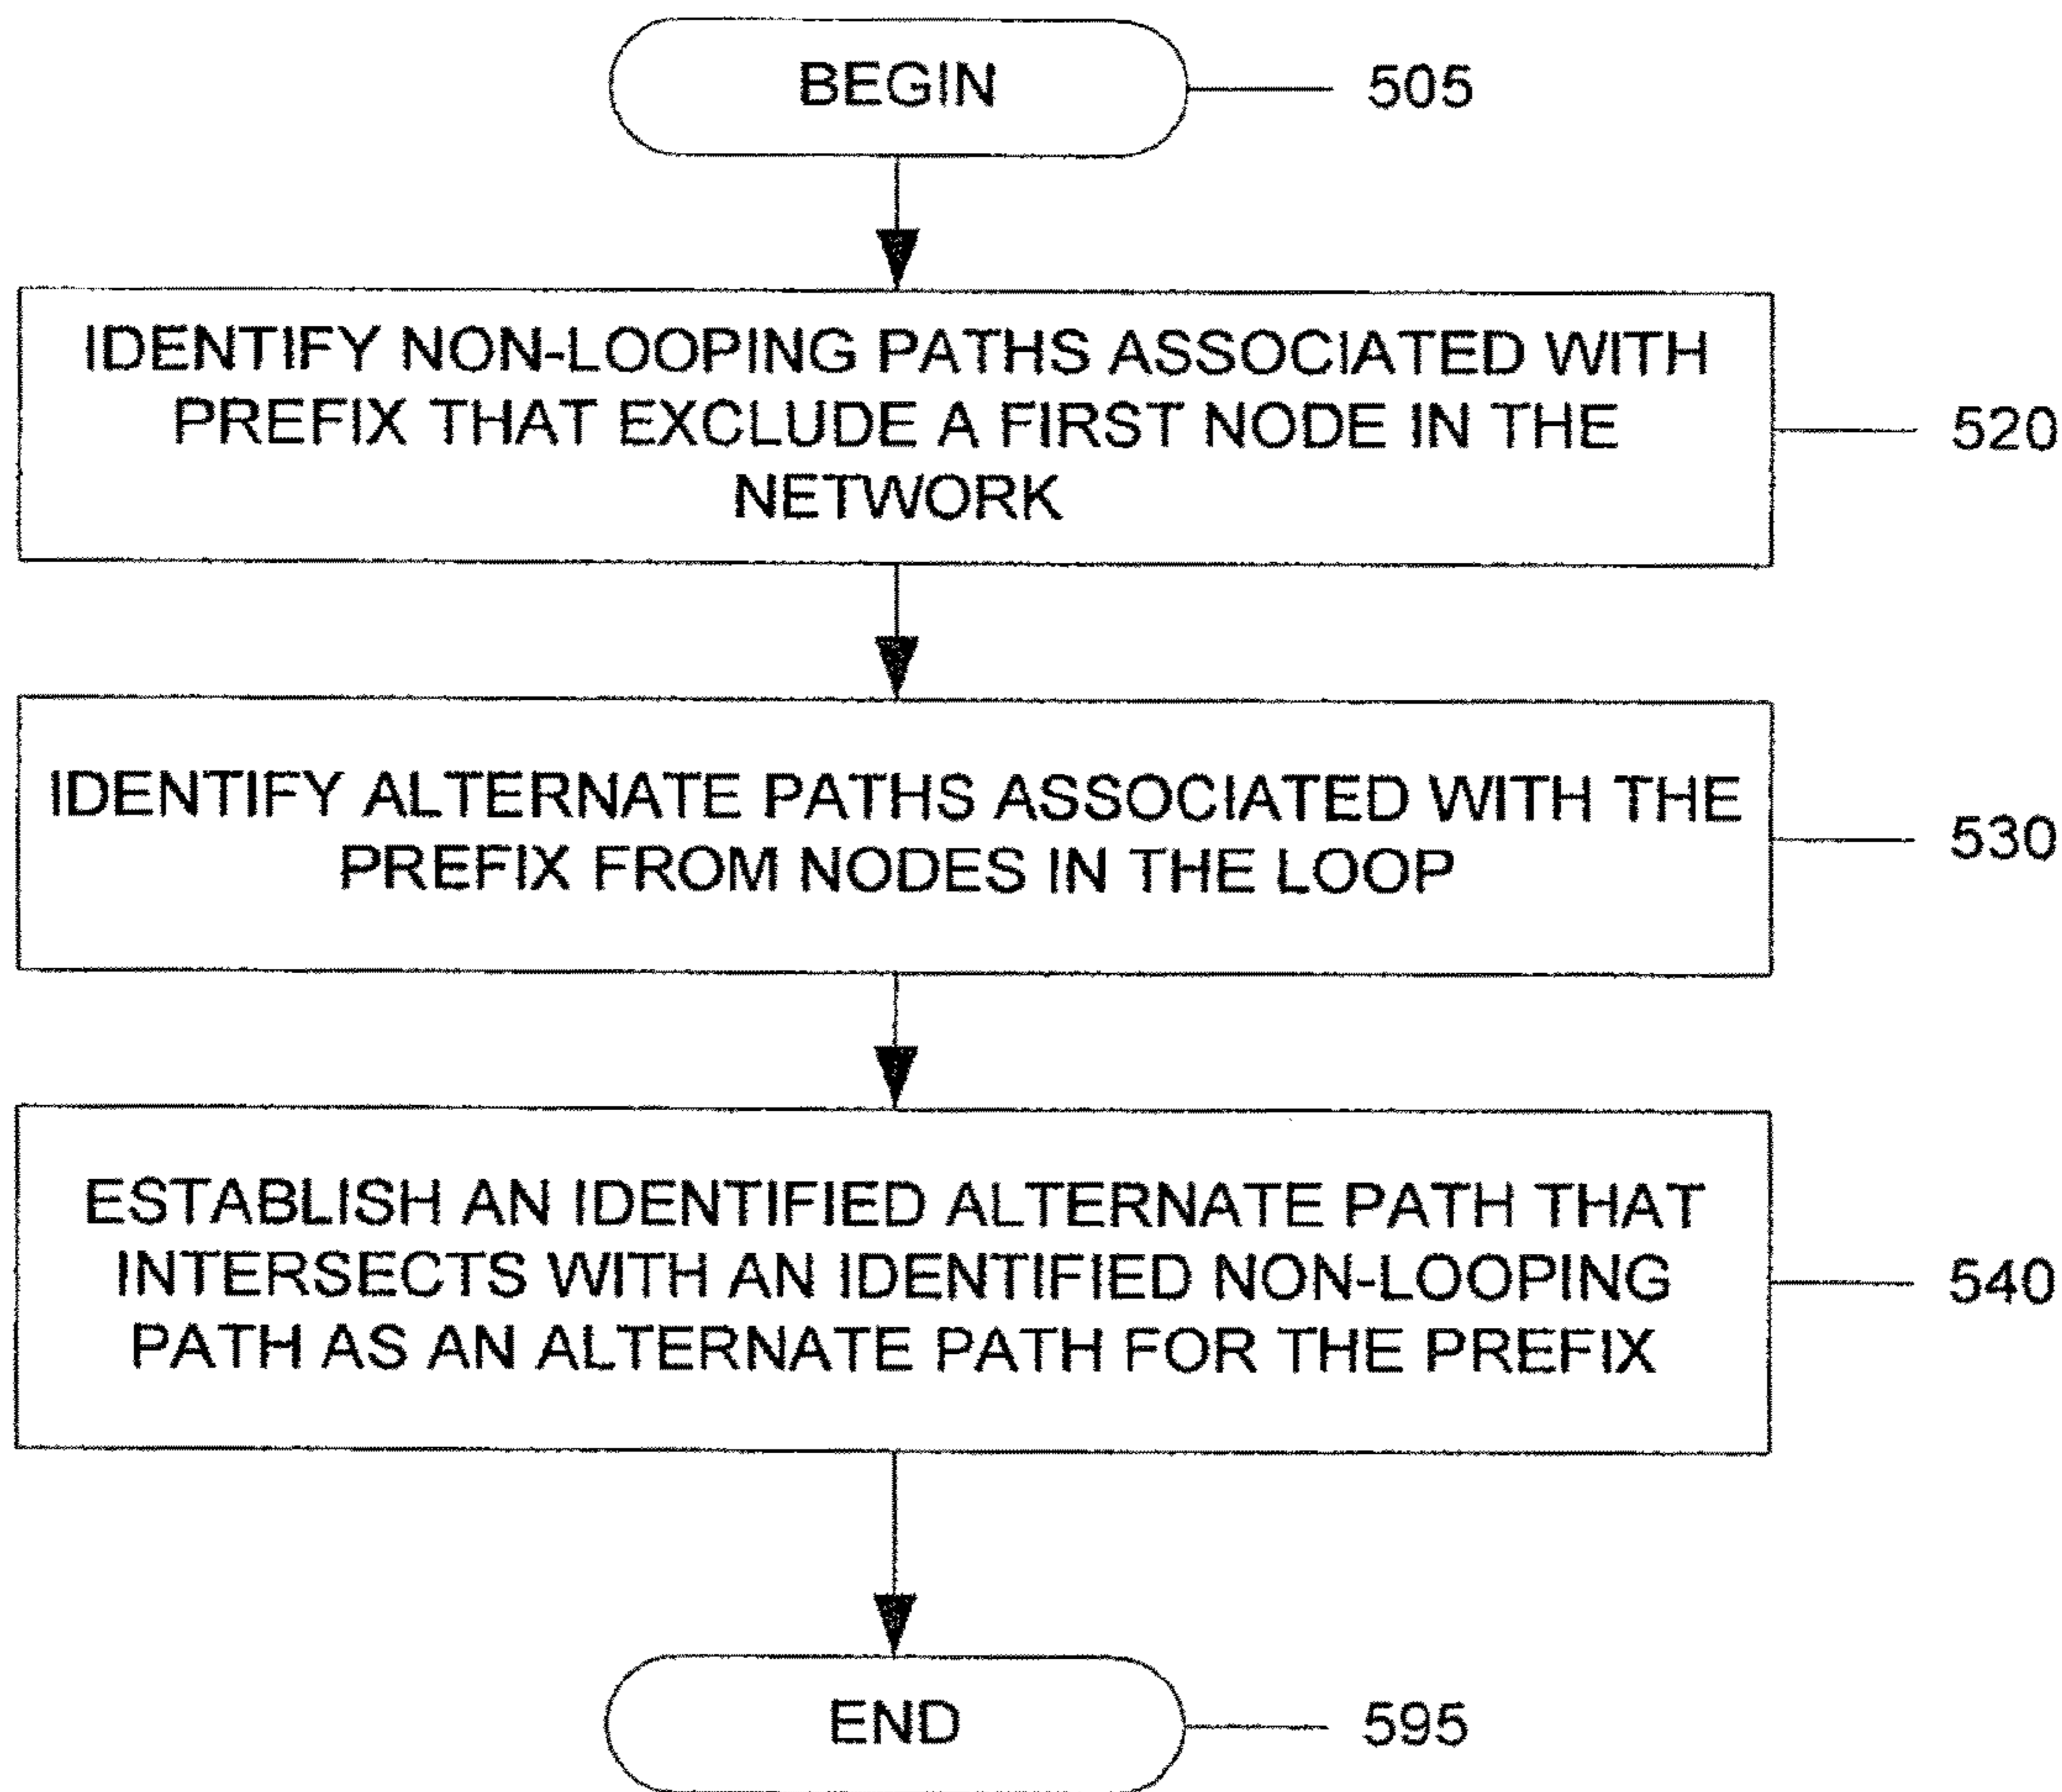 BEGIN
505
IDENTIFY NON-LOOPING PATHS ASSOCIATED WITH
PREFIX THAT EXCLUDE A FIRST NODE IN THE
NETWORK
520
IDENTIFY ALTERNATE PATHS ASSOCIATED WITH THE
PREFIX FROM NODES IN THE LOOP
530
ESTABLISH AN IDENTIFIED ALTERNATE PATH THAT
INTERSECTS WITH AN IDENTIFIED NON-LOOPING
PATH AS AN ALTERNATE PATH FOR THE PREFIX
540
END
595